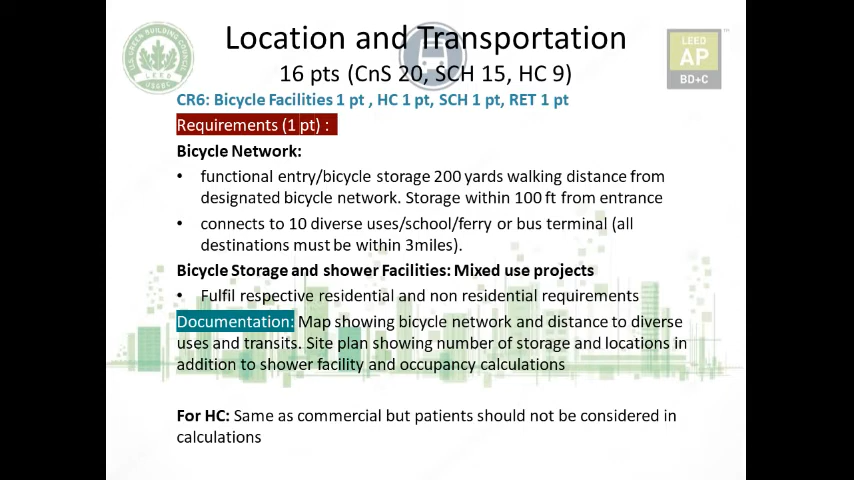 Location and Transportation
16 pts (CnS 20, SCH 15, HC 9)
CR6: Bicycle Facilities 1 pt , HC 1 pt, SCH 1 pt, RET 1 pt
Requirements (1 pt) :
Bicycle Network:
• functional entry/bicycle storage 200 yards walking distance from
designated bicycle network. Storage within 100 ft from entrance
• connects to 10 diverse uses/school/ferry or bus terminal (all
destinations must be within 3miles).
Bicycle Storage and shower Facilities: Mixed use projects
• Fulfil respective residential and non residential requirements
Documentation: Map showing bicycle network and distance to diverse
uses and transits. Site plan showing number of storage and locations in
addition to shower facility and occupancy calculations
For HC: Same as commercial but patients should not be considered in
calculations
U.S. GREEN BUILDING COUNCIL
LEED
USGBC
LEED
AP
BD+C